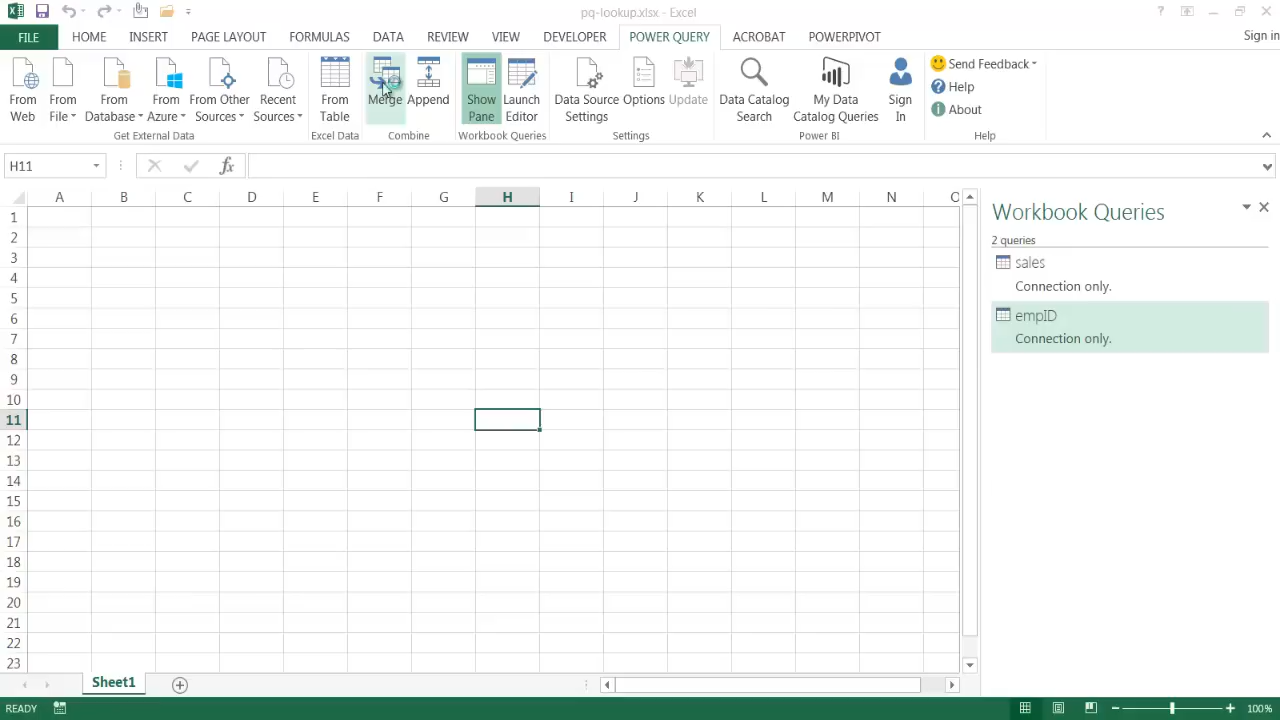 pq-lookup.xlsx - Excel
FILE HOME INSERT PAGE LAYOUT FORMULAS DATA REVIEW VIEW DEVELOPER POWER QUERY ACROBAT POWERPIVOT Sign in
From Web
From File
From Database
From Azure
From Other Sources
Recent Sources
Get External Data
From Table
Excel Data
Merge
Append
Combine
Show Pane
Launch Editor
Workbook Queries
Data Source Settings
Options
Update
Settings
Data Catalog Search
My Data Catalog Queries
Sign In
Power BI
Send Feedback
Help
About
Help
H11
fx
A B C D E F G H I J K L M N O
1
2
3
4
5
6
7
8
9
10
11
12
13
14
15
16
17
18
19
20
21
22
23
Workbook Queries
2 queries
sales
Connection only.
empID
Connection only.
Sheet1
READY
100%